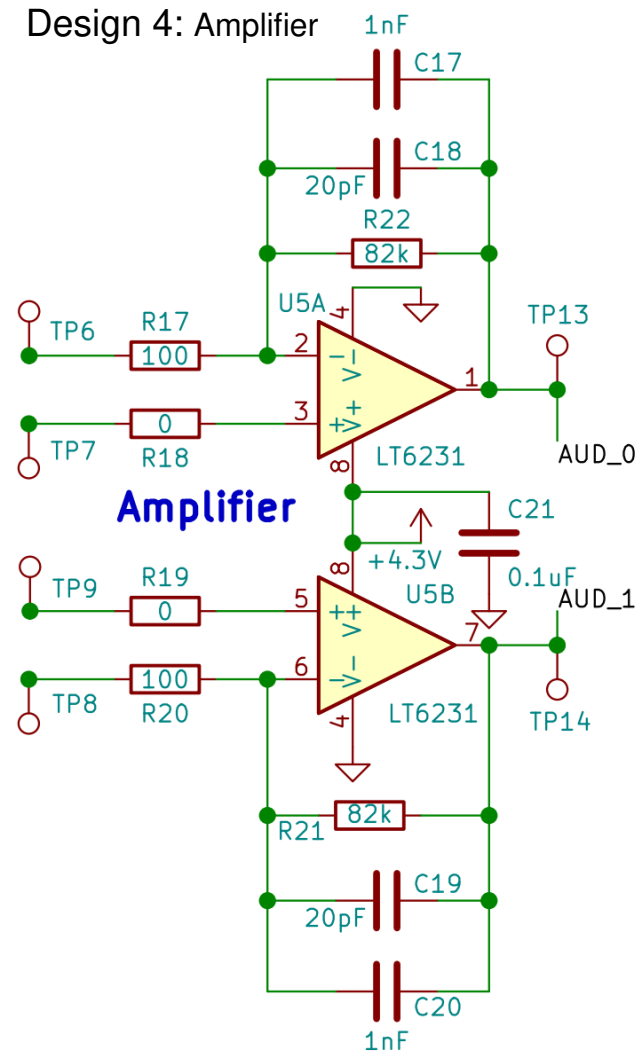 Design 4: Amplifier
1nF
C17
C18
20pF
R22
82k
U5A
4
TP6
R17
100
2
−
V-
TP13
1
3
+
V+
0
TP7
R18
8
LT6231
AUD_0
Amplifier
C21
+4.3V
0.1uF
8
U5B
AUD_1
R19
TP9
0
5
+
V+
7
6
−
V-
100
TP8
R20
4
LT6231
TP14
82k
R21
C19
20pF
C20
1nF